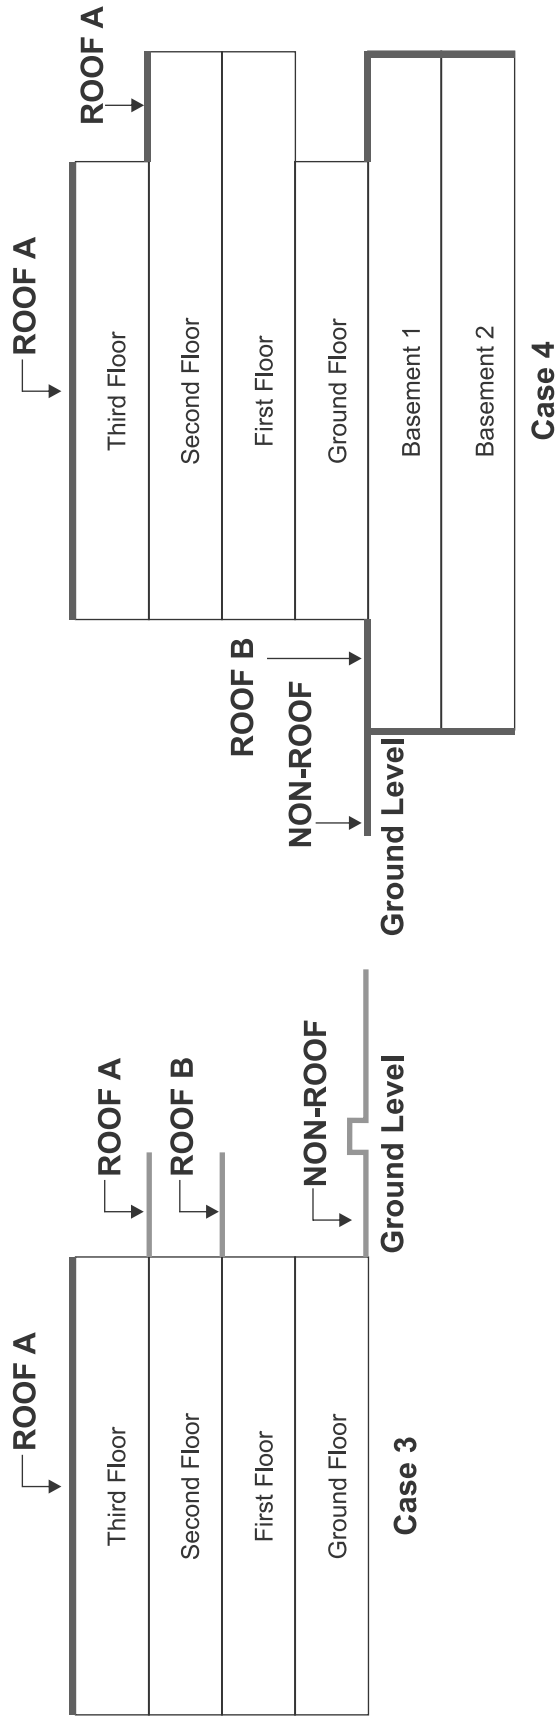 ROOF A
Third Floor
ROOF A
Second Floor
ROOF B
First Floor
Ground Floor
NON-ROOF
Ground Level
Case 3
ROOF A
Third Floor
ROOF A
Second Floor
First Floor
ROOF B
Ground Floor
NON-ROOF
Ground Level
Basement 1
Basement 2
Case 4